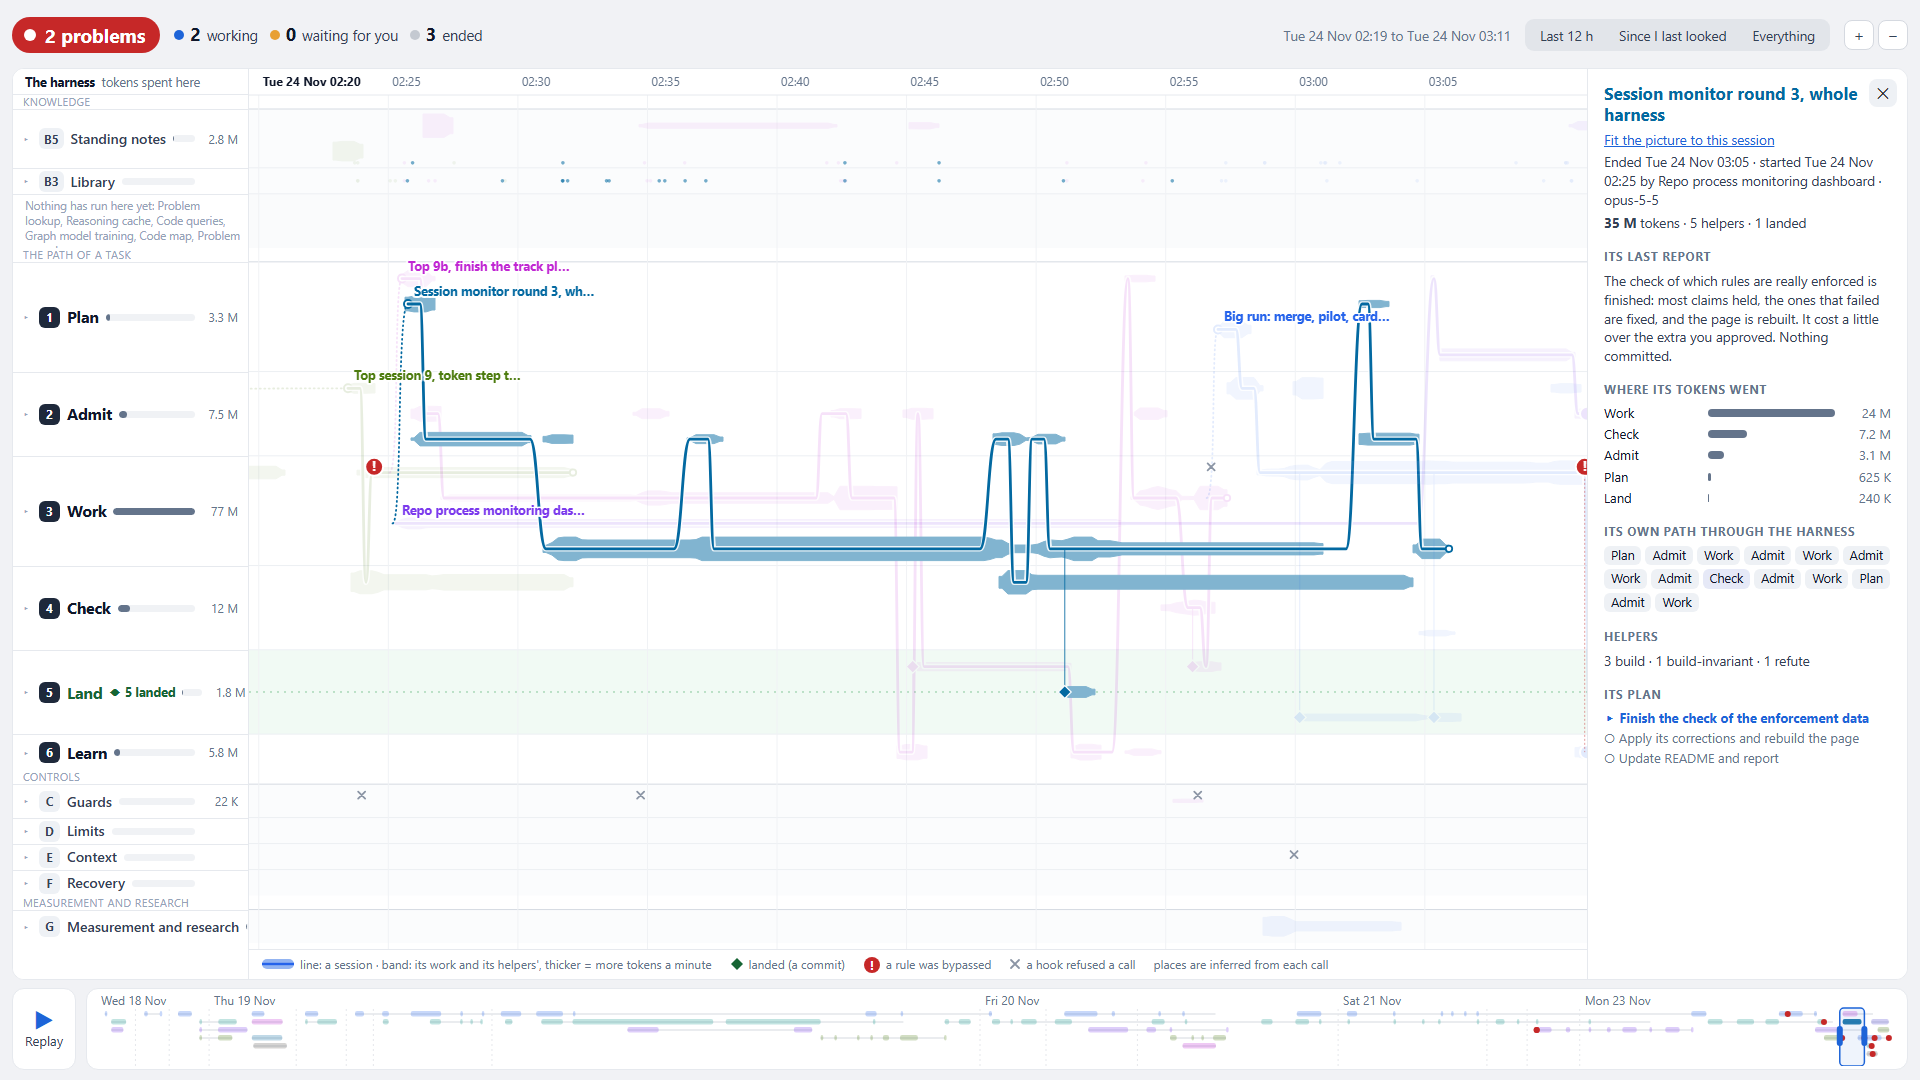 2 problems
2 working
0 waiting for you
3 ended
Tue 24 Nov 02:19 to Tue 24 Nov 03:11
Last 12 h
Since I last looked
Everything
+
−
The harness tokens spent here
Tue 24 Nov 02:20
02:25
02:30
02:35
02:40
02:45
02:50
02:55
03:00
03:05
KNOWLEDGE
B5 Standing notes 2.8 M
B3 Library
Nothing has run here yet: Problem
lookup, Reasoning cache, Code queries,
Graph model training, Code map, Problem
THE PATH OF A TASK
1 Plan 3.3 M
2 Admit 7.5 M
3 Work 77 M
4 Check 12 M
5 Land 5 landed 1.8 M
6 Learn 5.8 M
CONTROLS
C Guards 22 K
D Limits
E Context
F Recovery
MEASUREMENT AND RESEARCH
G Measurement and research
Top 9b, finish the track pl...
Session monitor round 3, wh...
Big run: merge, pilot, card...
Top session 9, token step t...
Repo process monitoring das...
line: a session · band: its work and its helpers', thicker = more tokens a minute
landed (a commit)
! a rule was bypassed
a hook refused a call
places are inferred from each call
Session monitor round 3, whole
harness
Fit the picture to this session
Ended Tue 24 Nov 03:05 · started Tue 24 Nov
02:25 by Repo process monitoring dashboard ·
opus-5-5
35 M tokens · 5 helpers · 1 landed
ITS LAST REPORT
The check of which rules are really enforced is
finished: most claims held, the ones that failed
are fixed, and the page is rebuilt. It cost a little
over the extra you approved. Nothing
committed.
WHERE ITS TOKENS WENT
Work 24 M
Check 7.2 M
Admit 3.1 M
Plan 625 K
Land 240 K
ITS OWN PATH THROUGH THE HARNESS
Plan Admit Work Admit Work Admit
Work Admit Check Admit Work Plan
Admit Work
HELPERS
3 build · 1 build-invariant · 1 refute
ITS PLAN
Finish the check of the enforcement data
Apply its corrections and rebuild the page
Update README and report
Replay
Wed 18 Nov
Thu 19 Nov
Fri 20 Nov
Sat 21 Nov
Mon 23 Nov